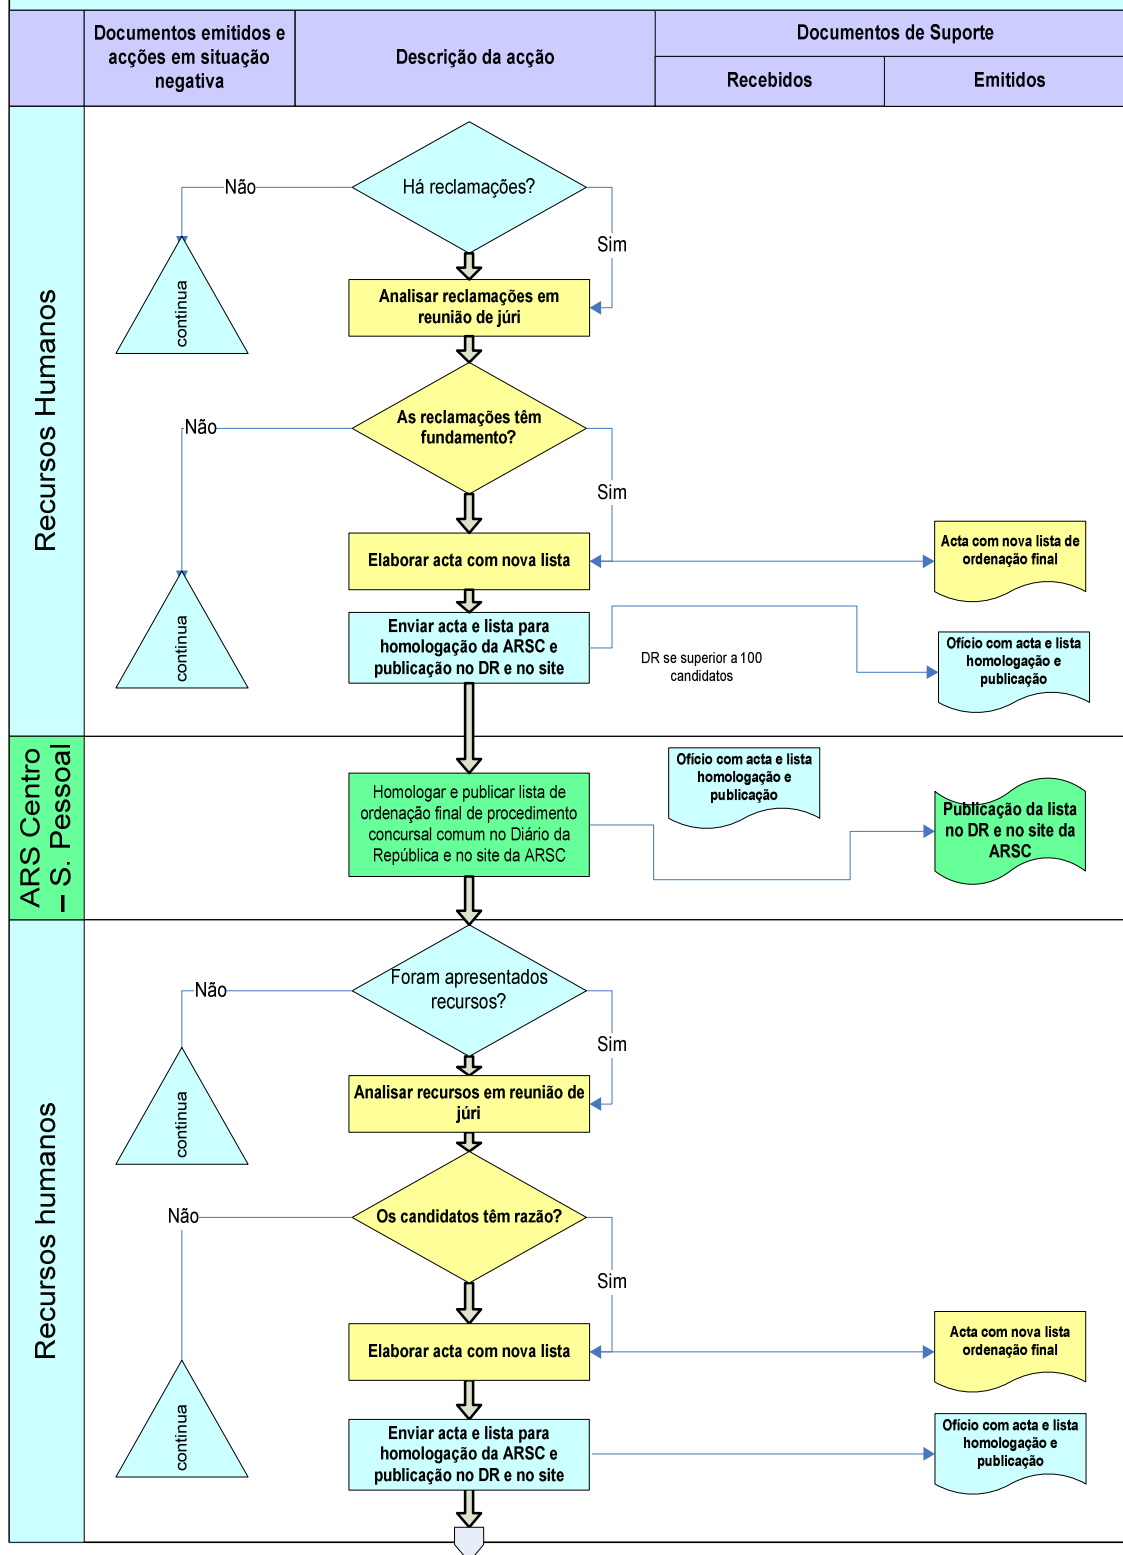 Documentos emitidos e
acções em situação
negativa
Descrição da acção
Documentos de Suporte
Recebidos
Emitidos
Recursos Humanos
Há reclamações?
Não
Sim
continua
Analisar reclamações em
reunião de júri
As reclamações têm
fundamento?
Não
Sim
continua
Elaborar acta com nova lista
Acta com nova lista de
ordenação final
Enviar acta e lista para
homologação da ARSC e
publicação no DR e no site
DR se superior a 100
candidatos
Ofício com acta e lista
homologação e
publicação
ARS Centro
– S. Pessoal
Homologar e publicar lista de
ordenação final de procedimento
concursal comum no Diário da
República e no site da ARSC
Ofício com acta e lista
homologação e
publicação
Publicação da lista
no DR e no site da
ARSC
Recursos humanos
Foram apresentados
recursos?
Não
Sim
continua
Analisar recursos em reunião de
júri
Os candidatos têm razão?
Não
Sim
continua
Elaborar acta com nova lista
Acta com nova lista
ordenação final
Enviar acta e lista para
homologação da ARSC e
publicação no DR e no site
Ofício com acta e lista
homologação e
publicação